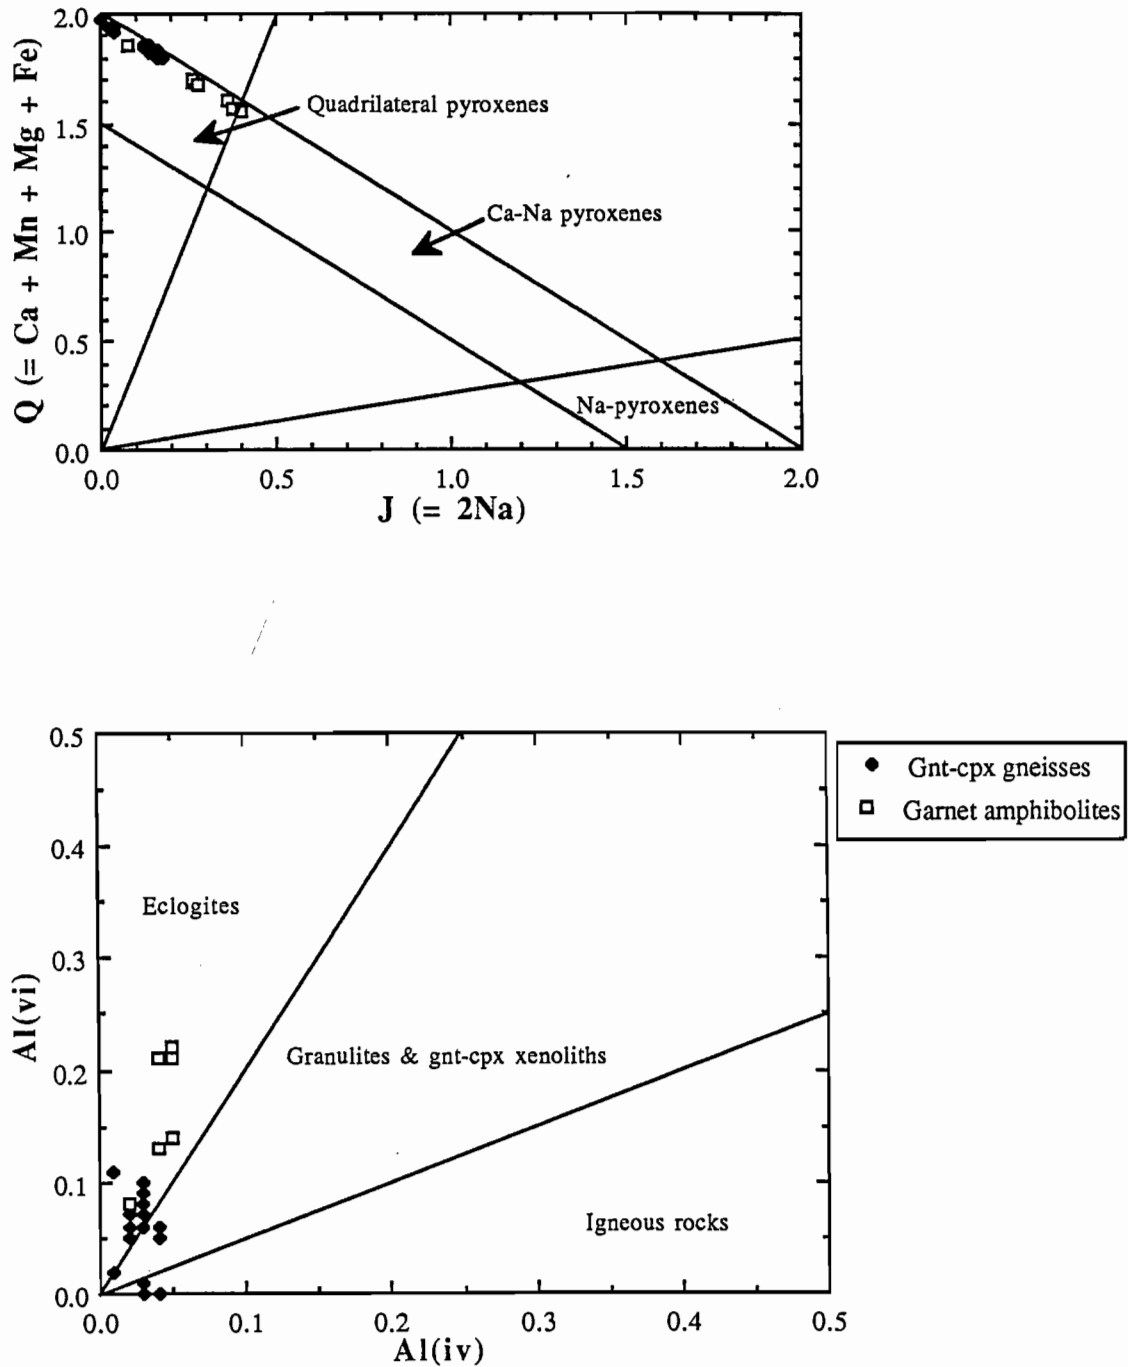 2.0
1.5
1.0
0.5
0.0
Q (= Ca + Mn + Mg + Fe)
Quadrilateral pyroxenes
Ca-Na pyroxenes
Na-pyroxenes
0.0 0.5 1.0 1.5 2.0
J (= 2Na)
0.5
0.4
0.3
0.2
0.1
0.0
Al(vi)
Eclogites
Granulites & gnt-cpx xenoliths
Igneous rocks
0.0 0.1 0.2 0.3 0.4 0.5
Al(iv)
Gnt-cpx gneisses
Garnet amphibolites